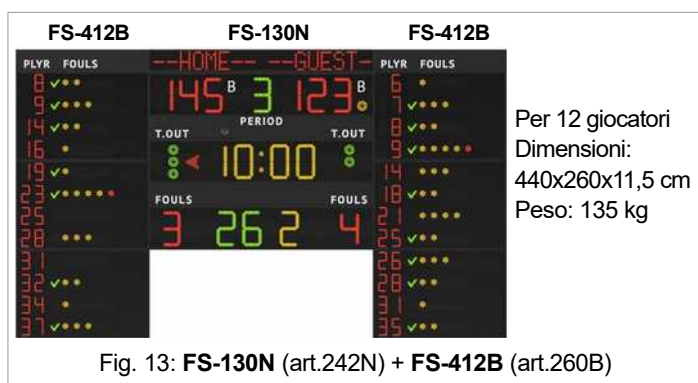 FS-412B FS-130N FS-412B
PLYR FOULS
8
9
14
16
19
23
25
28
31
32
34
37
--HOME-- --GUEST-
145 B 3 123 B
PERIOD
T.OUT T.OUT
10:00
FOULS FOULS
3 26 2 4
PLYR FOULS
6
7
8
9
14
18
21
25
26
28
31
35
Per 12 giocatori
Dimensioni:
440x260x11,5 cm
Peso: 135 kg
Fig. 13: FS-130N (art.242N) + FS-412B (art.260B)